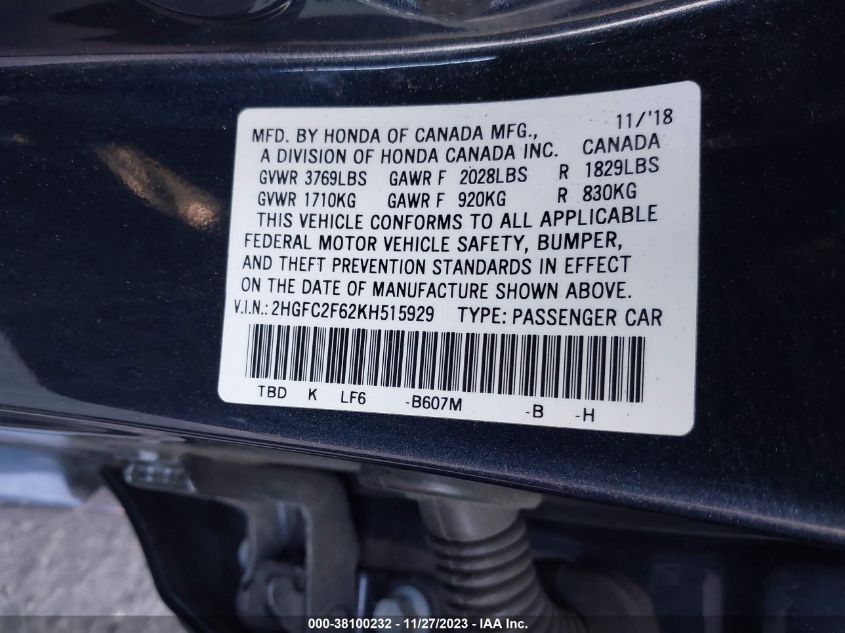 MFD. BY HONDA OF CANADA MFG., 11/'18
A DIVISION OF HONDA CANADA INC. CANADA
GVWR 3769LBS GAWR F 2028LBS R 1829LBS
GVWR 1710KG GAWR F 920KG R 830KG
THIS VEHICLE CONFORMS TO ALL APPLICABLE
FEDERAL MOTOR VEHICLE SAFETY, BUMPER,
AND THEFT PREVENTION STANDARDS IN EFFECT
ON THE DATE OF MANUFACTURE SHOWN ABOVE.
V.I.N.: 2HGFC2F62KH515929 TYPE: PASSENGER CAR
TBD K LF6 -B607M -B -H
000-38100232 - 11/27/2023 - IAA Inc.